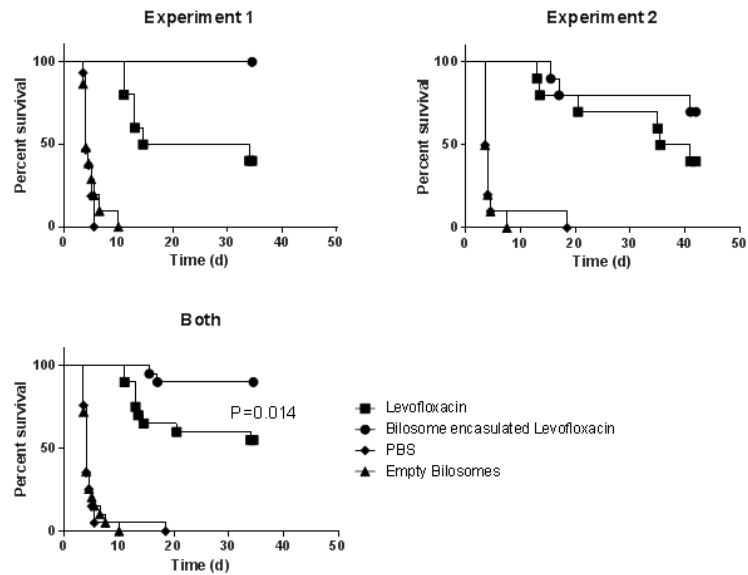 Experiment 1
Percent survival
100
50
0
0 10 20 30 40 50
Time (d)
Experiment 2
Percent survival
100
50
0
0 10 20 30 40 50
Time (d)
Both
Percent survival
100
50
0
0 10 20 30 40 50
Time (d)
P=0.014
Levofloxacin
Bilosome encasulated Levofloxacin
PBS
Empty Bilosomes